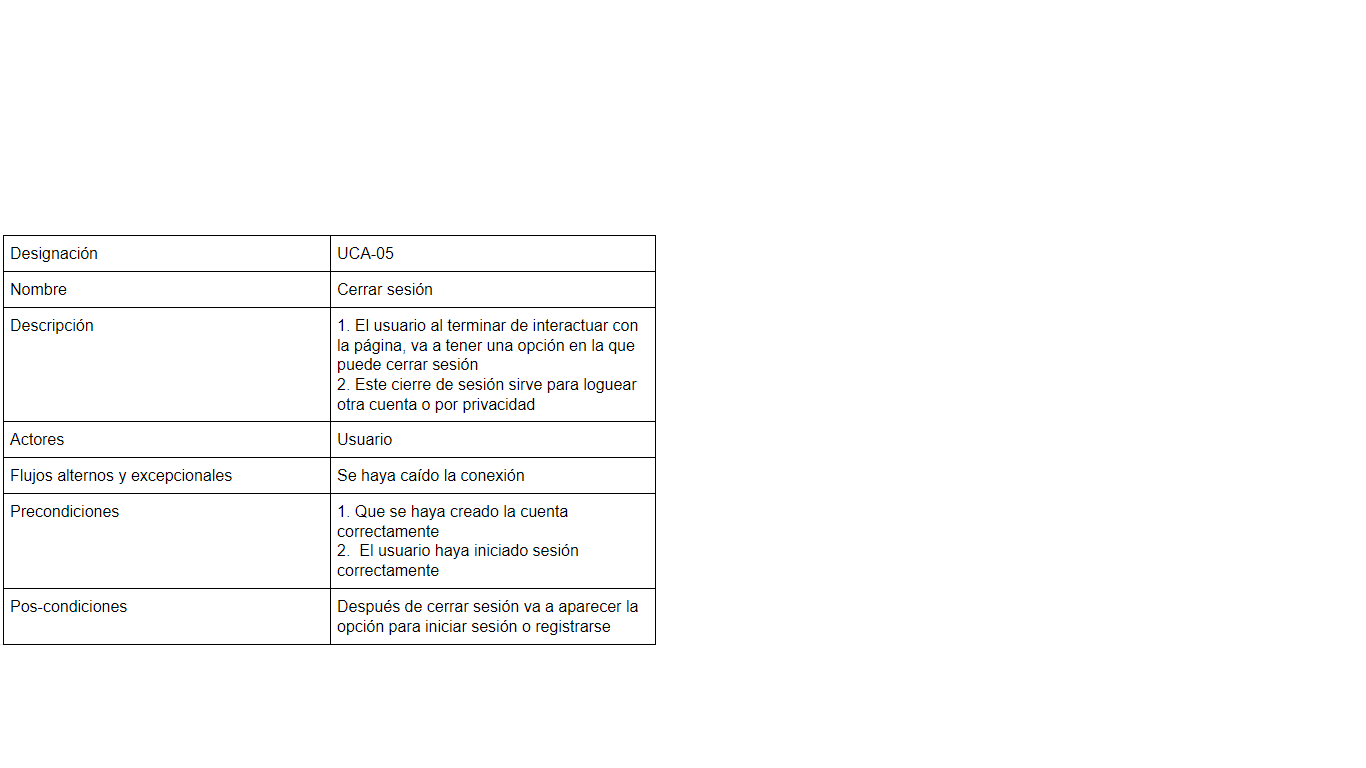 Designación
UCA-05
Nombre
Cerrar sesión
Descripción
1. El usuario al terminar de interactuar con
la página, va a tener una opción en la que
puede cerrar sesión
2. Este cierre de sesión sirve para loguear
otra cuenta o por privacidad
Actores
Usuario
Flujos alternos y excepcionales
Se haya caído la conexión
Precondiciones
1. Que se haya creado la cuenta
correctamente
2.  El usuario haya iniciado sesión
correctamente
Pos-condiciones
Después de cerrar sesión va a aparecer la
opción para iniciar sesión o registrarse